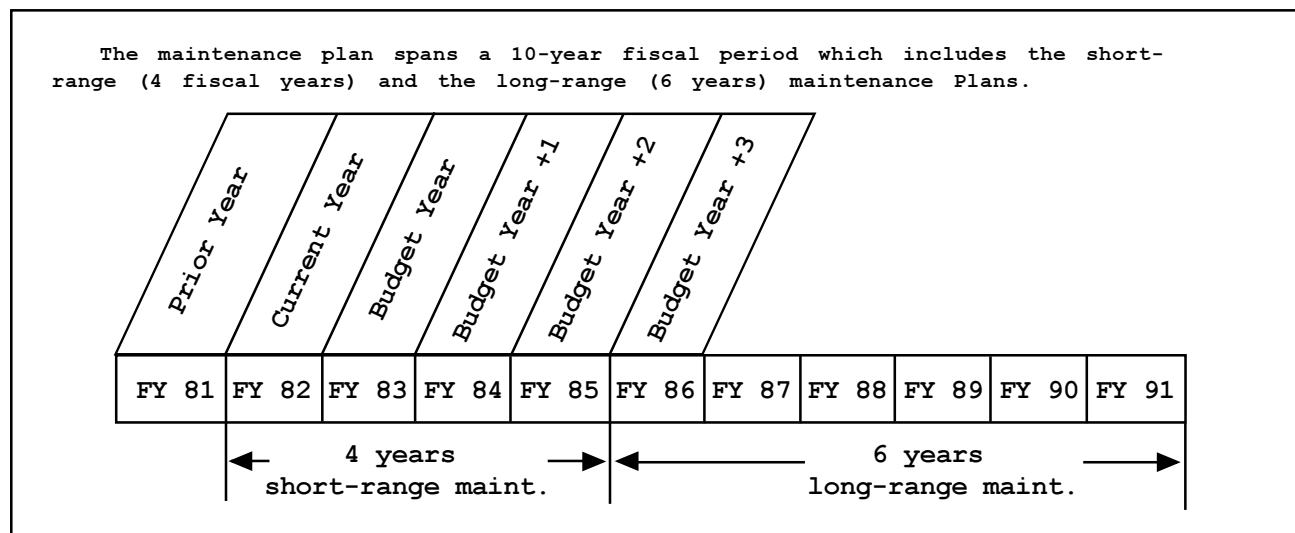 The maintenance plan spans a 10-year fiscal period which includes the short-
range (4 fiscal years) and the long-range (6 years) maintenance Plans.
Prior Year
Current Year
Budget Year
Budget Year +1
Budget Year +2
Budget Year +3
FY 81 FY 82 FY 83 FY 84 FY 85 FY 86 FY 87 FY 88 FY 89 FY 90 FY 91
4 years
short-range maint.
6 years
long-range maint.